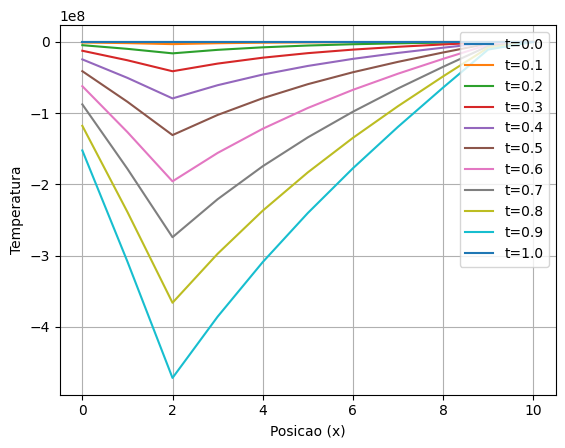 1e8
0
−1
−2
−3
−4
Temperatura
0
2
4
6
8
10
Posicao (x)
t=0.0
t=0.1
t=0.2
t=0.3
t=0.4
t=0.5
t=0.6
t=0.7
t=0.8
t=0.9
t=1.0